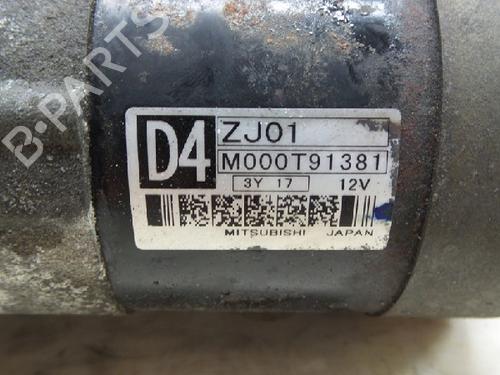 B-PARTS
D4
ZJ01
M000T91381
3Y 17
12V
MITSUBISHI JAPAN